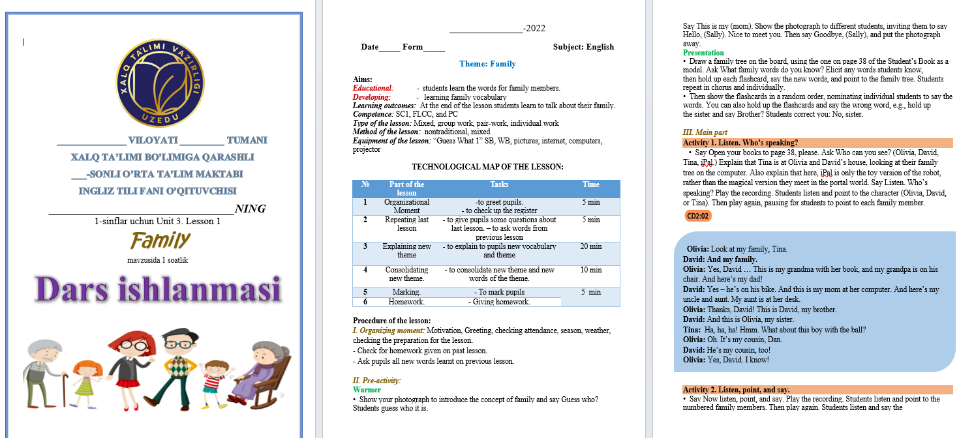 XALQ TA'LIMI VAZIRLIGI
UZEDU
____________ VILOYATI ________ TUMANI
XALQ TA'LIMI BO'LIMIGA QARASHLI
___-SONLI O'RTA TA'LIM MAKTABI
INGLIZ TILI FANI O'QITUVCHISI
____________________________NING
1-sinflar uchun Unit 3. Lesson 1
Family
mavzusida 1 soatlik
Dars ishlanmasi
________________-2022
Date_____ Form_____ Subject: English
Theme: Family
Aims:
Educational: - students learn the words for family members.
Developing: - learning family vocabulary
Learning outcomes: At the end of the lesson students learn to talk about their family.
Competence: SC1, FLCC, and PC
Type of the lesson: Mixed, group work, pair-work, individual work
Method of the lesson: nontraditional, mixed
Equipment of the lesson: "Guess What 1" SB, WB, pictures, internet, computers,
projector
TECHNOLOGICAL MAP OF THE LESSON:
№ Part of the lesson Tasks Time
1 Organizational Moment -to greet pupils. - to check up the register 5 min
2 Repeating last lesson - to give pupils some questions about last lesson. – to ask words from previous lesson 5 min
3 Explaining new theme - to explain to pupils new vocabulary and theme 20 min
4 Consolidating new theme. - to consolidate new theme and new words of the theme. 10 min
5 Marking. - To mark pupils 5 min
6 Homework. - Giving homework.
Procedure of the lesson:
I. Organizing moment: Motivation, Greeting, checking attendance, season, weather,
checking the preparation for the lesson.
- Check for homework given on past lesson.
- Ask pupils all new words learnt on previous lesson.
II. Pre-activity:
Warmer
• Show your photograph to introduce the concept of family and say Guess who?
Students guess who it is.
Say This is my (mom). Show the photograph to different students, inviting them to say
Hello, (Sally). Nice to meet you. Then say Goodbye, (Sally), and put the photograph
away.
Presentation
• Draw a family tree on the board, using the one on page 38 of the Student's Book as a
model. Ask What family words do you know? Elicit any words students know,
then hold up each flashcard, say the new words, and point to the family tree. Students
repeat in chorus and individually.
• Then show the flashcards in a random order, nominating individual students to say the
words. You can also hold up the flashcards and say the wrong word, e.g., hold up
the sister and say Brother? Students correct you: No, sister.
III. Main part
Activity 1. Listen. Who's speaking?
• Say Open your books to page 38, please. Ask Who can you see? (Olivia, David,
Tina, iPal.) Explain that Tina is at Olivia and David's house, looking at their family
tree on the computer. Also explain that here, iPal is only the toy version of the robot,
rather than the magical version they meet in the portal world. Say Listen. Who's
speaking? Play the recording. Students listen and point to the character (Olivia, David,
or Tina). Then play again, pausing for students to point to each family member.
CD2:02
Olivia: Look at my family, Tina.
David: And my family.
Olivia: Yes, David … This is my grandma with her book, and my grandpa is on his
chair. And here's my dad!
David: Yes – he's on his bike. And this is my mom at her computer. And here's my
uncle and aunt. My aunt is at her desk.
Olivia: Thanks, David! This is David, my brother.
David: And this is Olivia, my sister.
Tina: Ha, ha, ha! Hmm. What about this boy with the ball?
Olivia: Oh. It's my cousin, Dan.
David: He's my cousin, too!
Olivia: Yes, David. I know!
Activity 2. Listen, point, and say.
• Say Now listen, point, and say. Play the recording. Students listen and point to the
numbered family members. Then play again. Students listen and say the